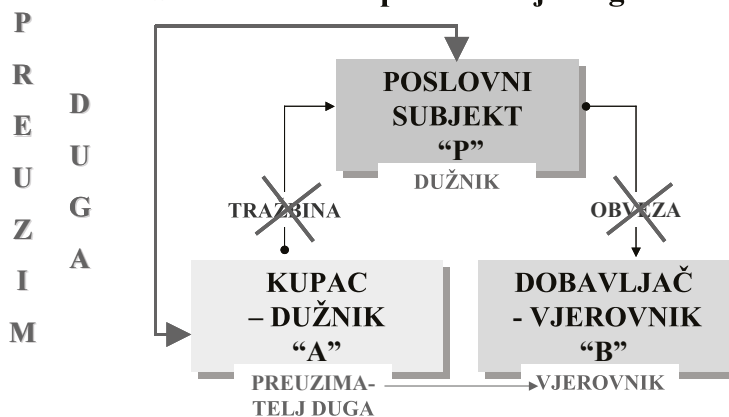 P
R
E
U
Z
I
M
D
U
G
A
POSLOVNI
SUBJEKT
“P”
DUŽNIK
TRAŽBINA
OBVEZA
KUPAC
– DUŽNIK
“A”
DOBAVLJAČ
- VJEROVNIK
“B”
PREUZIMA-
TELJ DUGA
VJEROVNIK